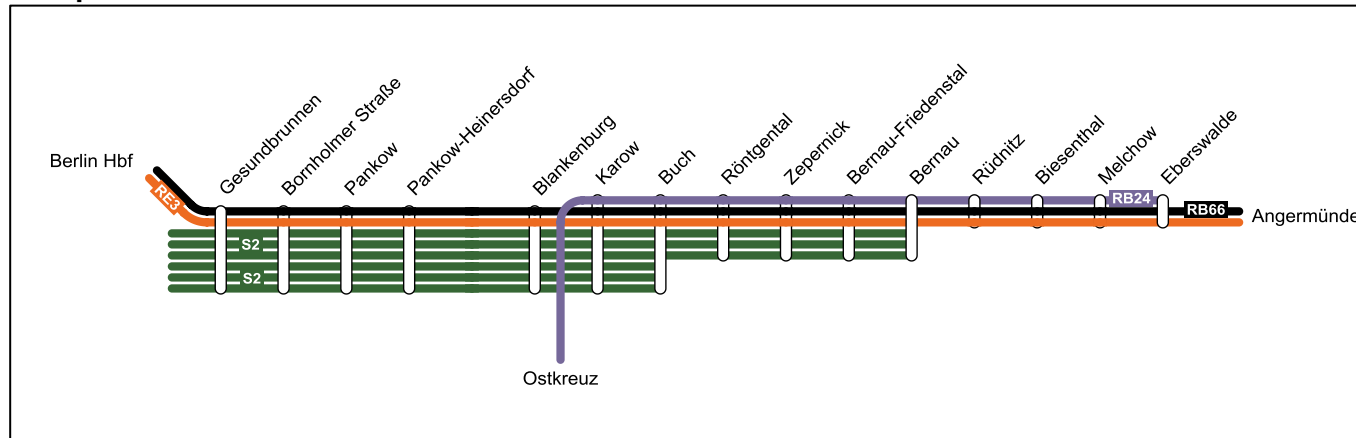 Berlin Hbf
Gesundbrunnen
Bornholmer Straße
Pankow
Pankow-Heinersdorf
Blankenburg
Karow
Buch
Röntgental
Zepernick
Bernau-Friedenstal
Bernau
Rüdnitz
Biesenthal
Melchow
Eberswalde
RE3
RB24
RB66
Angermünde
S2
S2
Ostkreuz